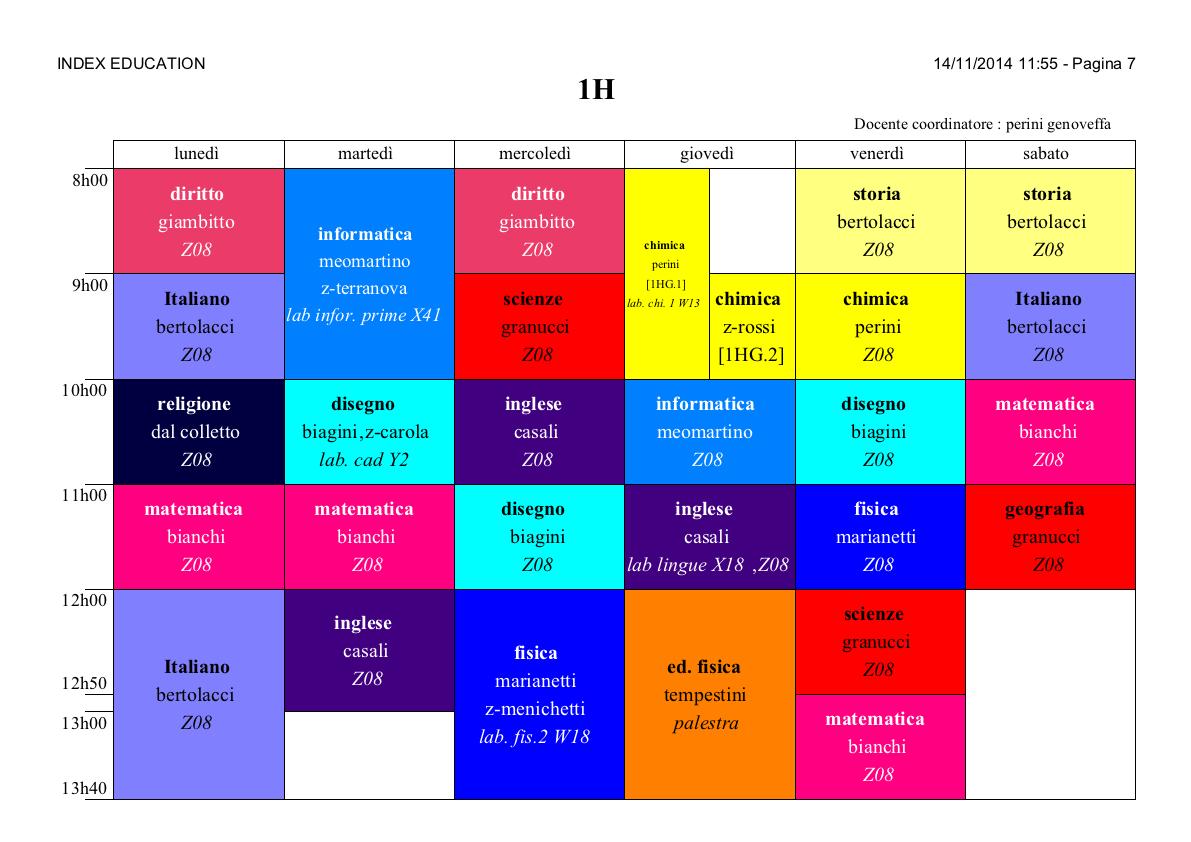 INDEX EDUCATION
14/11/2014 11:55 - Pagina 7
1H
Docente coordinatore : perini genoveffa
lunedì martedì mercoledì giovedì venerdì sabato
8h00
diritto
giambitto
Z08
informatica
meomartino
z-terranova
lab infor. prime X41
diritto
giambitto
Z08
chimica
perini
[1HG.1]
lab. chi. 1 W13
storia
bertolacci
Z08
storia
bertolacci
Z08
9h00
Italiano
bertolacci
Z08
scienze
granucci
Z08
chimica
z-rossi
[1HG.2]
chimica
perini
Z08
Italiano
bertolacci
Z08
10h00
religione
dal colletto
Z08
disegno
biagini,z-carola
lab. cad Y2
inglese
casali
Z08
informatica
meomartino
Z08
disegno
biagini
Z08
matematica
bianchi
Z08
11h00
matematica
bianchi
Z08
matematica
bianchi
Z08
disegno
biagini
Z08
inglese
casali
lab lingue X18 ,Z08
fisica
marianetti
Z08
geografia
granucci
Z08
12h00
Italiano
bertolacci
Z08
inglese
casali
Z08
fisica
marianetti
z-menichetti
lab. fis.2 W18
ed. fisica
tempestini
palestra
scienze
granucci
Z08
12h50
13h00
matematica
bianchi
Z08
13h40